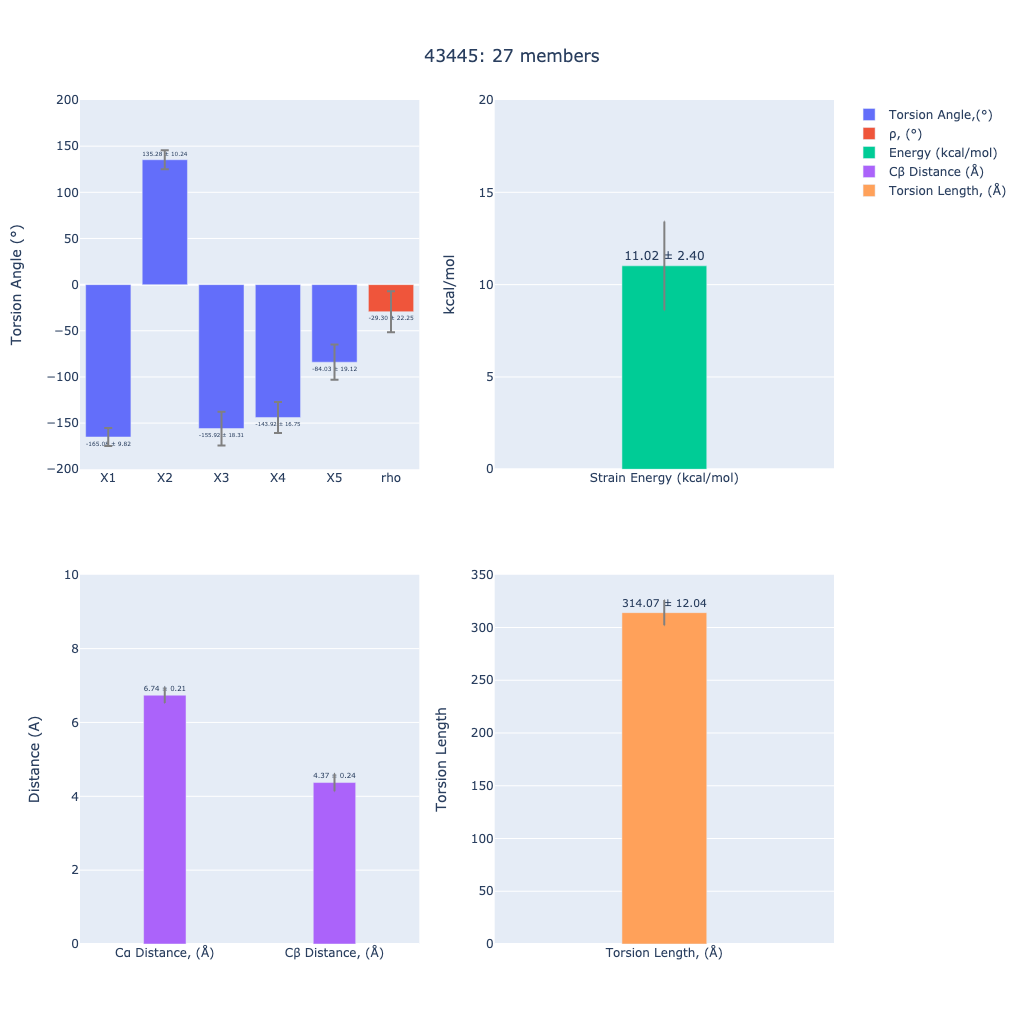 43445: 27 members
Torsion Angle (°)
200
150
100
50
0
−50
−100
−150
−200
135.28 ± 10.24
-29.30 ± 22.25
-84.03 ± 19.12
-143.92 ± 16.75
-155.92 ± 18.31
± 9.82
X1 X2 X3 X4 X5 rho
kcal/mol
20
15
10
5
0
11.02 ± 2.40
Strain Energy (kcal/mol)
Torsion Angle,(°)
ρ, (°)
Energy (kcal/mol)
Cβ Distance (Å)
Torsion Length, (Å)
Distance (A)
10
8
6
4
2
0
6.74 ± 0.21
4.37 ± 0.24
Cα Distance, (Å) Cβ Distance, (Å)
Torsion Length
350
300
250
200
150
100
50
0
314.07 ± 12.04
Torsion Length, (Å)